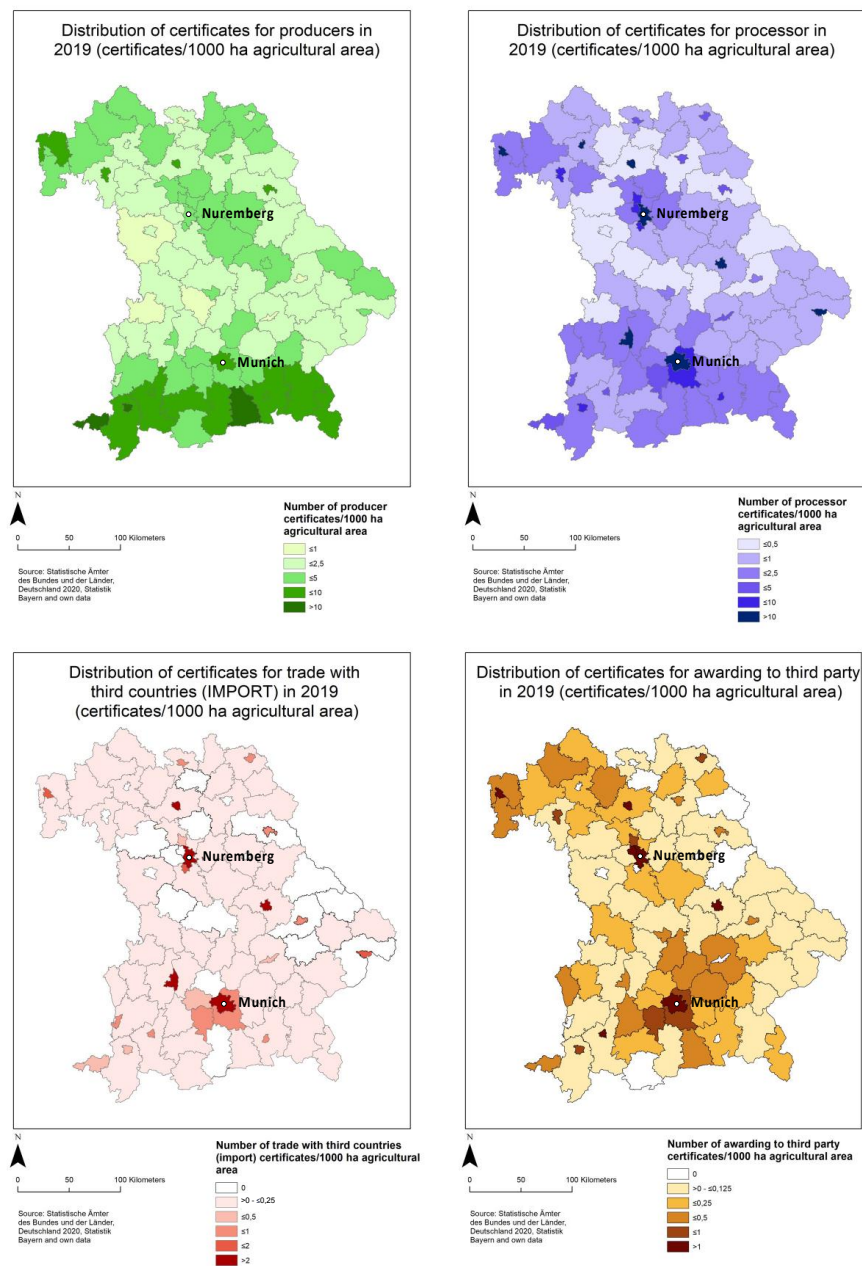 Distribution of certificates for producers in
2019 (certificates/1000 ha agricultural area)
Nuremberg
Munich
N
0 50 100 Kilometers
Source: Statistische Ämter
des Bundes und der Länder,
Deutschland 2020, Statistik
Bayern and own data
Number of producer
certificates/1000 ha
agricultural area
≤1
≤2,5
≤5
≤10
>10
Distribution of certificates for processor in
2019 (certificates/1000 ha agricultural area)
Nuremberg
Munich
N
0 50 100 Kilometers
Source: Statistische Ämter
des Bundes und der Länder,
Deutschland 2020, Statistik
Bayern and own data
Number of processor
certificates/1000 ha
agricultural area
≤0,5
≤1
≤2,5
≤5
≤10
>10
Distribution of certificates for trade with
third countries (IMPORT) in 2019
(certificates/1000 ha agricultural area)
Nuremberg
Munich
N
0 50 100 Kilometers
Source: Statistische Ämter
des Bundes und der Länder,
Deutschland 2020, Statistik
Bayern and own data
Number of trade with third countries
(import) certificates/1000 ha agricultural
area
0
>0 - ≤0,25
≤0,5
≤1
≤2
>2
Distribution of certificates for awarding to third party
in 2019 (certificates/1000 ha agricultural area)
Nuremberg
Munich
N
0 50 100 Kilometers
Source: Statistische Ämter
des Bundes und der Länder,
Deutschland 2020, Statistik
Bayern and own data
Number of awarding to third party
certificates/1000 ha agricultural area
0
>0 - ≤0,125
≤0,25
≤0,5
≤1
>1